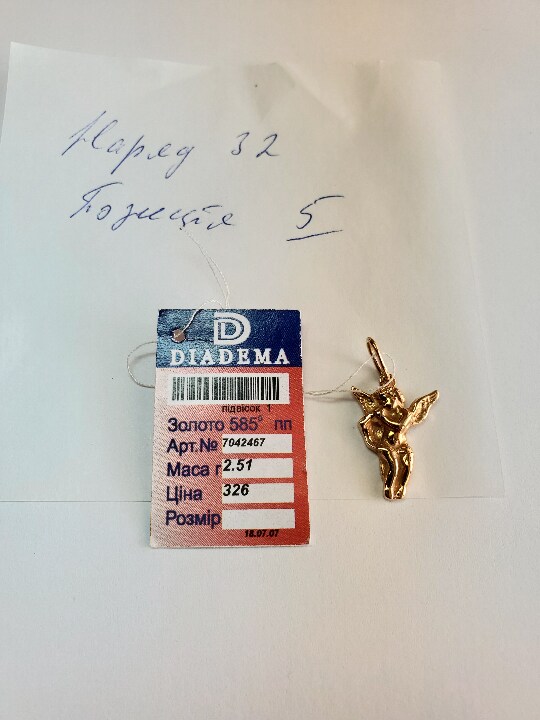 Наряд 32
Позиція 5
D
DIADEMA
підвісок 1
Золото 585° пп
Арт.№ 7042467
Маса г 2.51
Ціна 326
Розмір
18.07.07